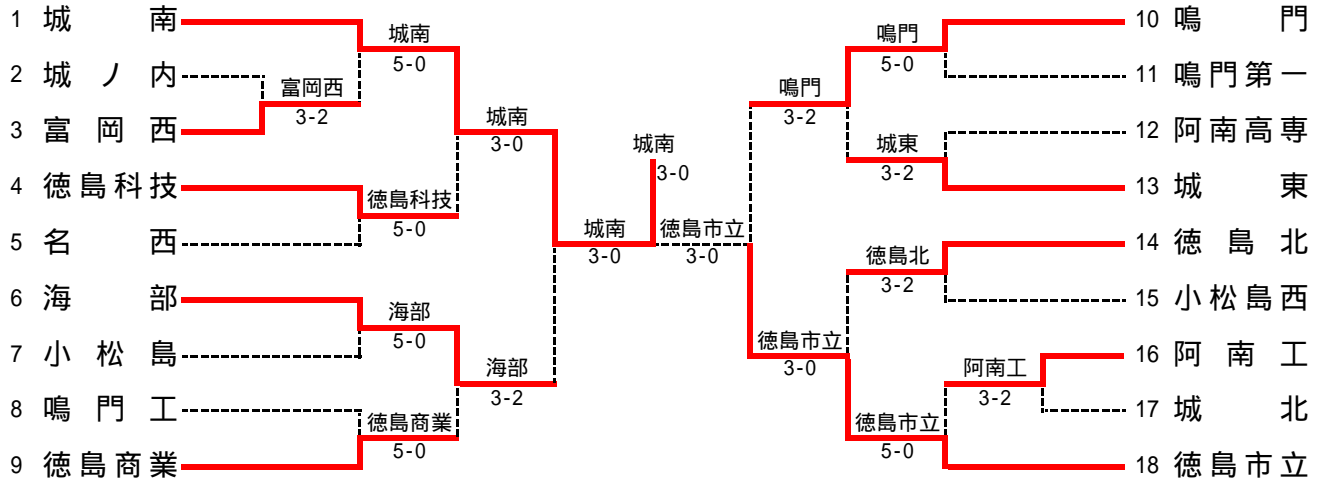 1 城南
2 城ノ内
3 富岡西
4 徳島科技
5 名西
6 海部
7 小松島
8 鳴門工
9 徳島商業
富岡西
3-2
城南
5-0
徳島科技
5-0
海部
5-0
徳島商業
5-0
城南
3-0
海部
3-2
城南
3-0
城南
3-0
徳島市立
3-0
鳴門
3-2
徳島市立
3-0
鳴門
5-0
城東
3-2
徳島北
3-2
徳島市立
5-0
阿南工
3-2
10 鳴門
11 鳴門第一
12 阿南高専
13 城東
14 徳島北
15 小松島西
16 阿南工
17 城北
18 徳島市立